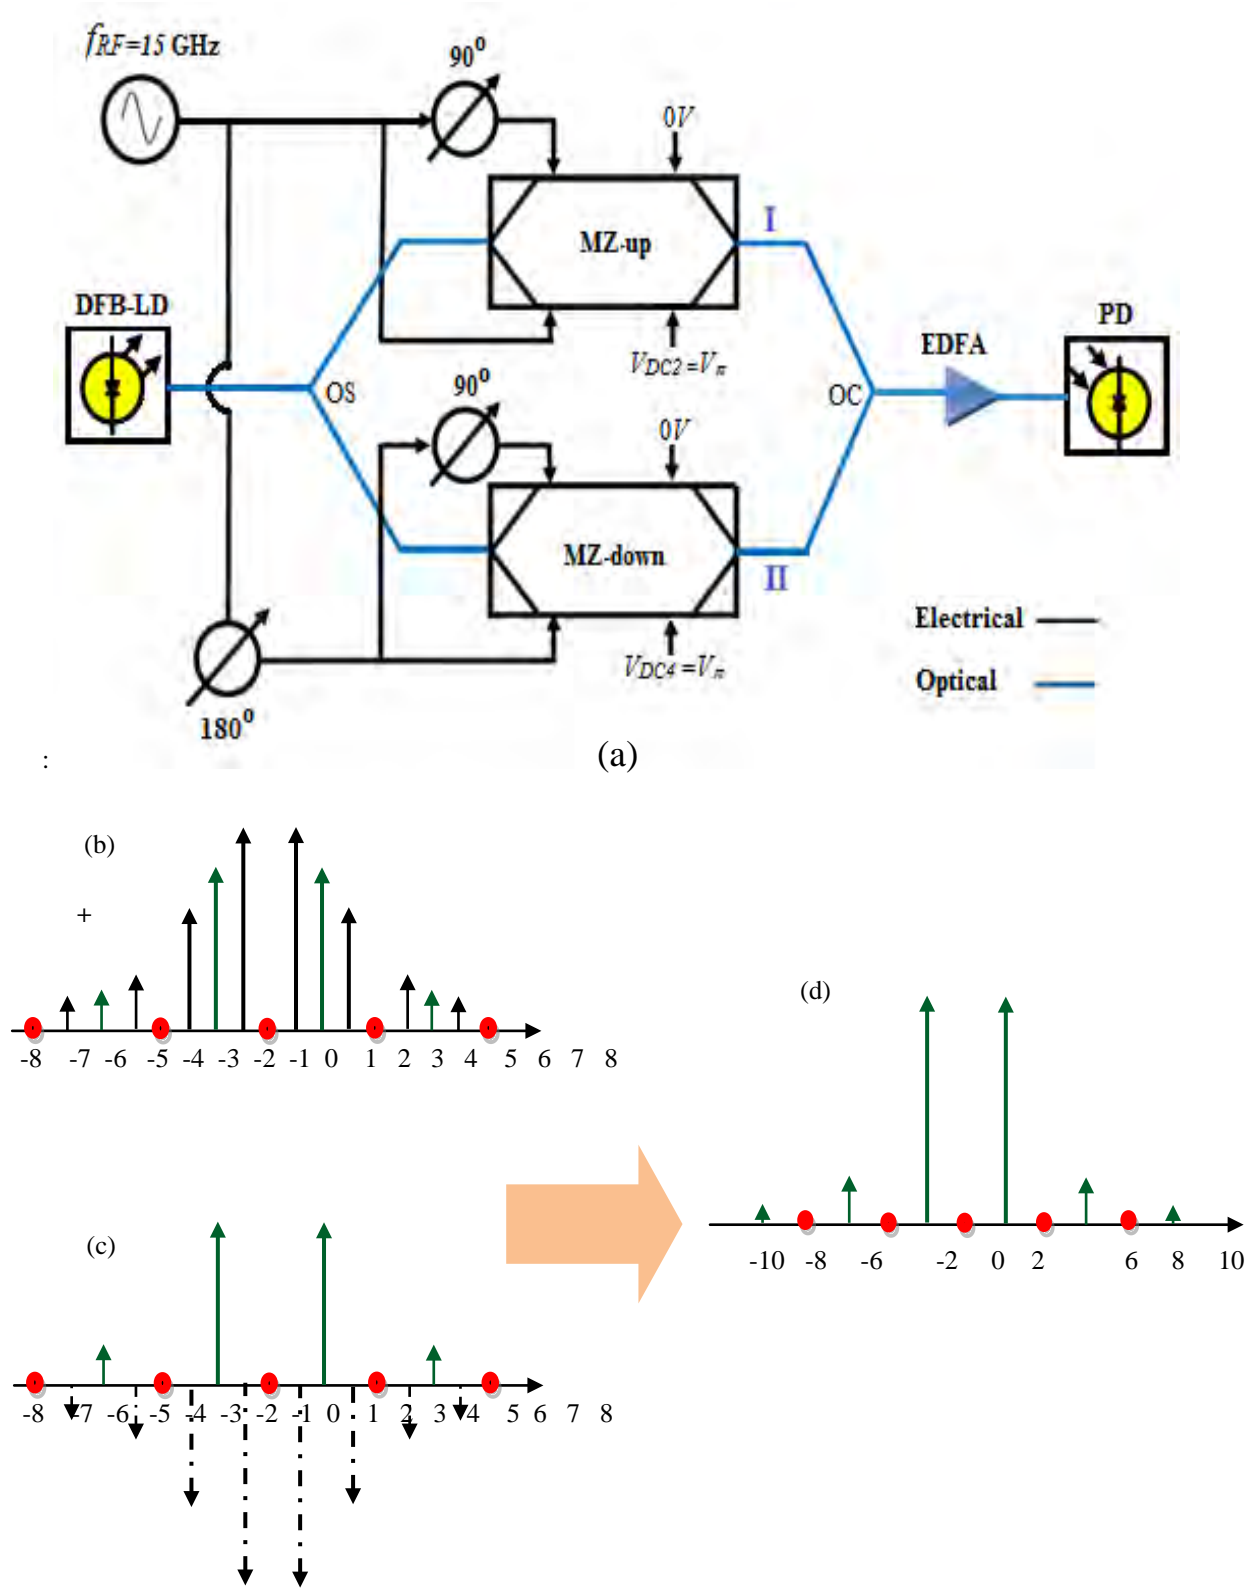 fRF=15 GHz
90⁰
0V
I
MZ-up
DFB-LD
PD
EDFA
VDC2 =Vπ
OS
90⁰
OC
0V
MZ-down
II
Electrical
VDC4 =Vπ
Optical
180⁰
:
(a)
(b)
+
-8 -7 -6 -5 -4 -3 -2 -1 0 1 2 3 4 5 6 7 8
(d)
(c)
-10 -8 -6 -2 0 2 6 8 10
-8 -7 -6 -5 -4 -3 -2 -1 0 1 2 3 4 5 6 7 8